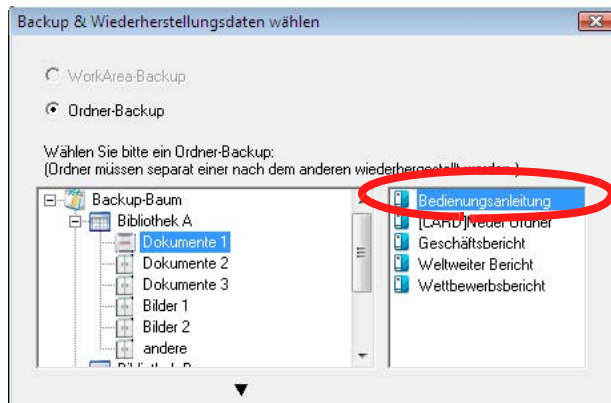 Backup & Wiederherstellungsdaten wählen
WorkArea-Backup
Ordner-Backup
Wählen Sie bitte ein Ordner-Backup:
(Ordner müssen separat einer nach dem anderen wiederhergestellt werden.)
Backup-Baum
Bibliothek A
Dokumente 1
Dokumente 2
Dokumente 3
Bilder 1
Bilder 2
andere
Bedienungsanleitung
[CARD]Neuer Ordner
Geschäftsbericht
Weltweiter Bericht
Wettbewerbsbericht